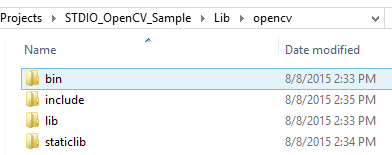 Projects ▸ STDIO_OpenCV_Sample ▸ Lib ▸ opencv ▸
Name Date modified
bin 8/8/2015 2:33 PM
include 8/8/2015 2:35 PM
lib 8/8/2015 2:33 PM
staticlib 8/8/2015 2:34 PM